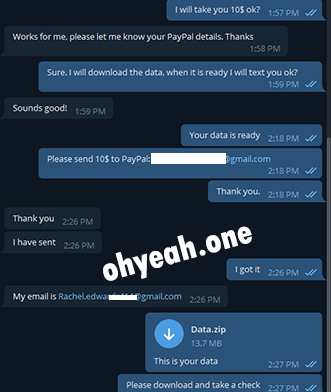 I will take you 10$ ok?
1:57 PM
Works for me, please let me know your PayPal details. Thanks
1:58 PM
Sure. I will download the data, when it is ready I will text you ok?
1:59 PM
Sounds good! 1:59 PM
Your data is ready
2:18 PM
Please send 10$ to PayPal: @gmail.com
2:18 PM
Thank you. 2:18 PM
Thank you 2:26 PM
I have sent 2:26 PM
ohyeah.one
I got it 2:26 PM
My email is Rachel.edwar @gmail.com 2:26 PM
Data.zip
13.7 MB
This is your data
2:27 PM
Please download and take a check
2:27 PM